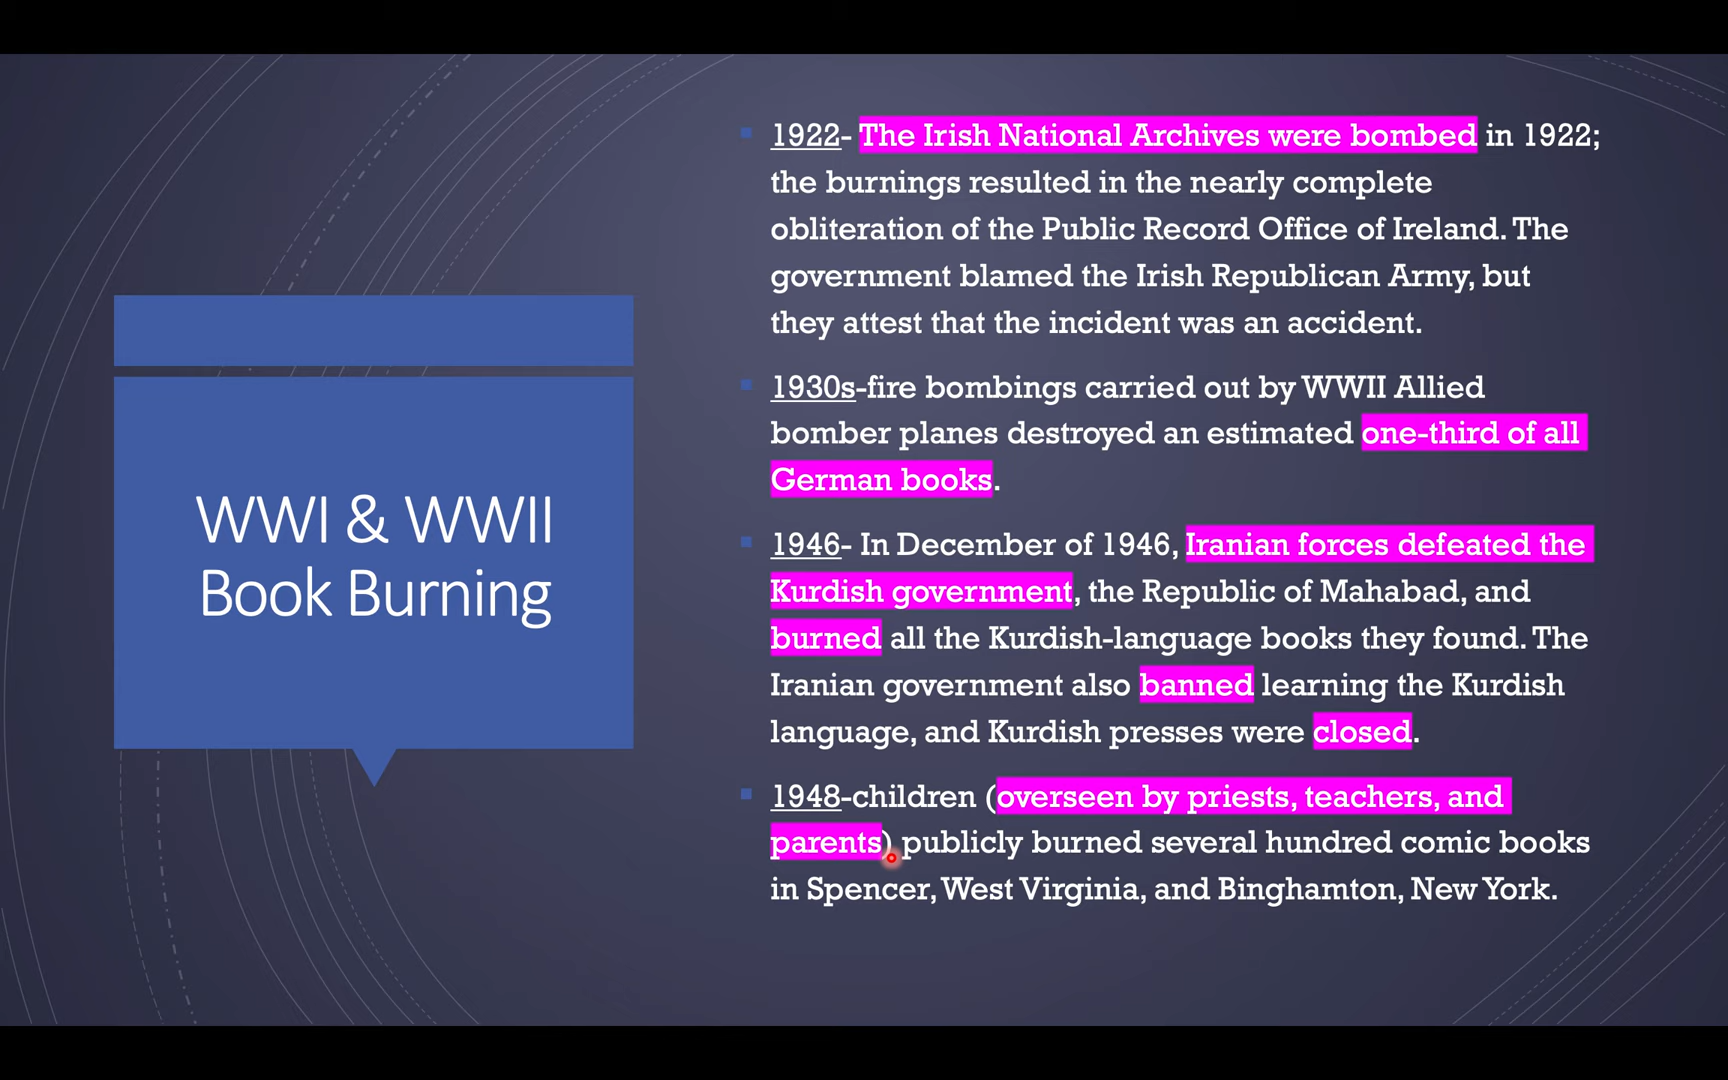 WWI & WWII
Book Burning
1922- The Irish National Archives were bombed in 1922;
the burnings resulted in the nearly complete
obliteration of the Public Record Office of Ireland. The
government blamed the Irish Republican Army, but
they attest that the incident was an accident.
1930s-fire bombings carried out by WWII Allied
bomber planes destroyed an estimated one-third of all
German books.
1946- In December of 1946, Iranian forces defeated the
Kurdish government, the Republic of Mahabad, and
burned all the Kurdish-language books they found. The
Iranian government also banned learning the Kurdish
language, and Kurdish presses were closed.
1948-children (overseen by priests, teachers, and
parents) publicly burned several hundred comic books
in Spencer, West Virginia, and Binghamton, New York.